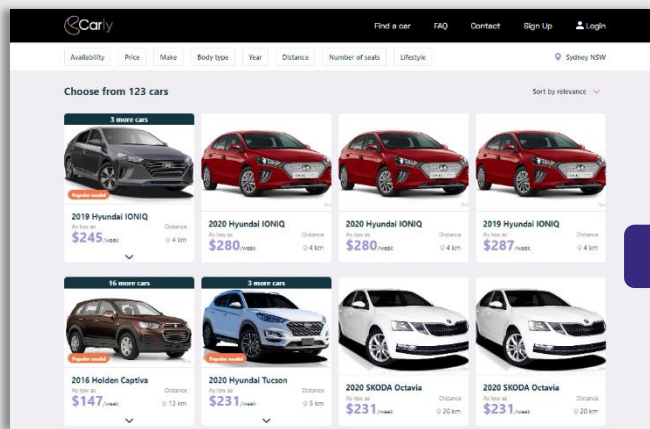 Carly
Find a car FAQ Contact Sign Up Login
Availability Price Make Body type Year Distance Number of seats Lifestyle Sydney NSW
Choose from 123 cars Sort by relevance
3 more cars
Popular model
2019 Hyundai IONIQ 2020 Hyundai IONIQ 2020 Hyundai IONIQ 2019 Hyundai IONIQ
As low as Distance As low as Distance As low as Distance As low as Distance
$245/week 4 km $280/week 4 km $280/week 4 km $287/week 4 km
16 more cars 3 more cars
Popular model Popular model
2016 Holden Captiva 2020 Hyundai Tucson 2020 SKODA Octavia 2020 SKODA Octavia
As low as Distance As low as Distance As low as Distance As low as Distance
$147/week 13 km $231/week 5 km $231/week 20 km $231/week 20 km